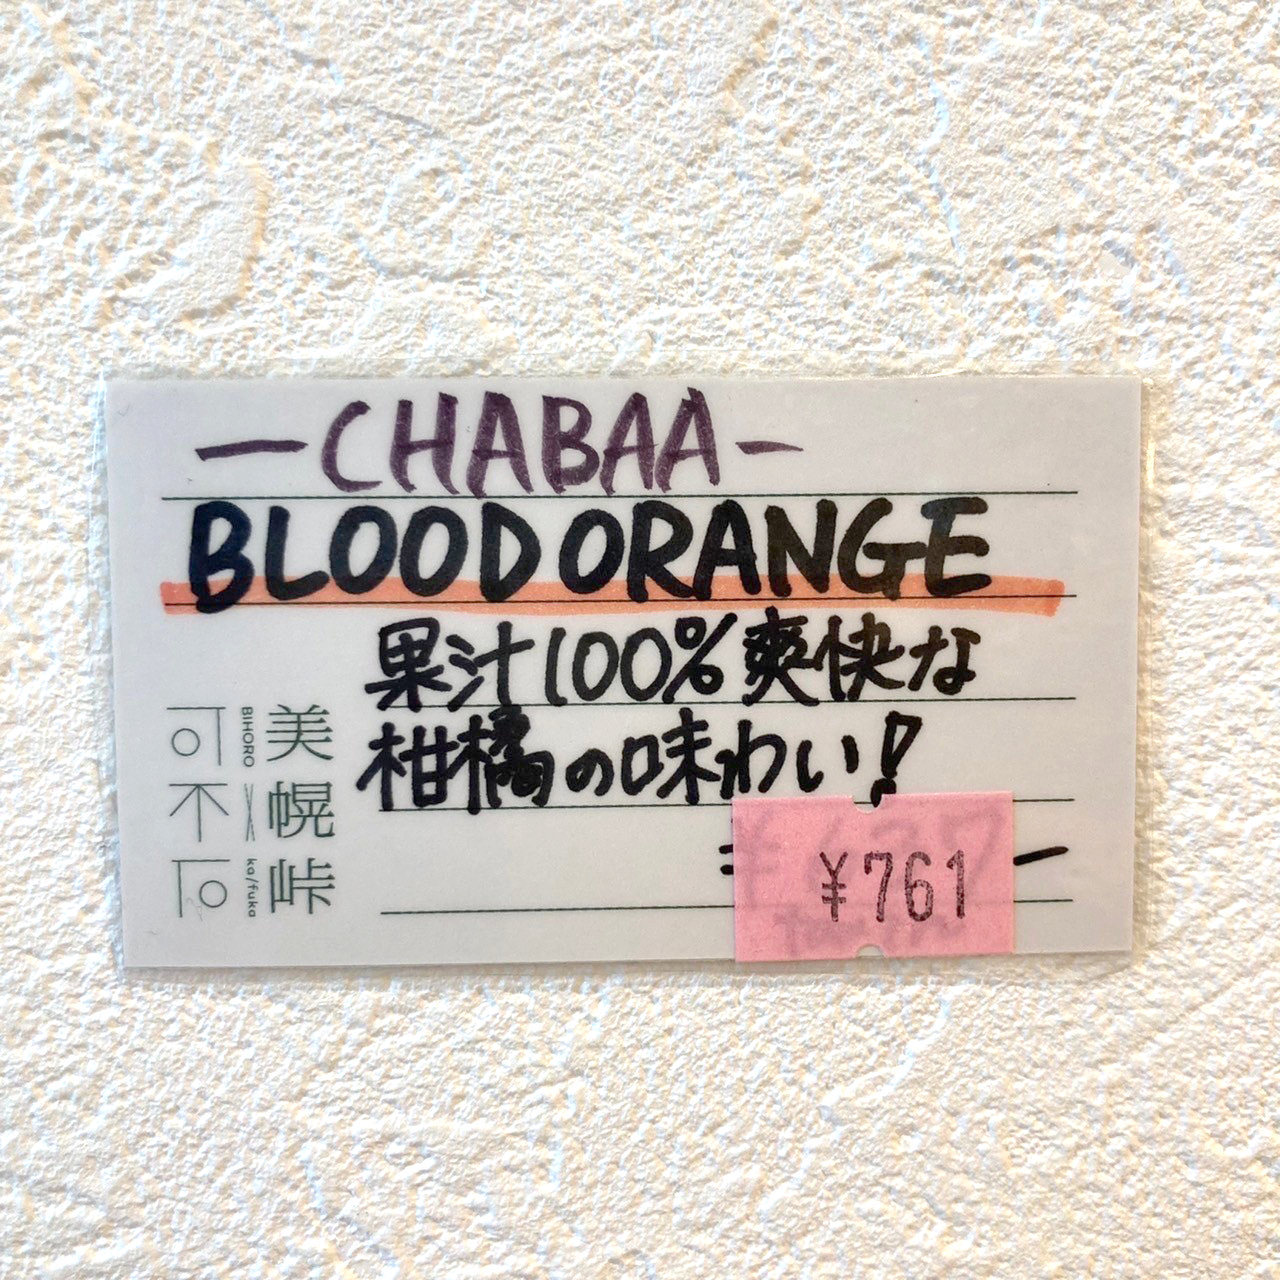 —CHABAA—
BLOOD ORANGE
果汁100%爽快な
柑橘の味わい!
¥761
美幌峠
BIHORO X ka/fuka
可不可